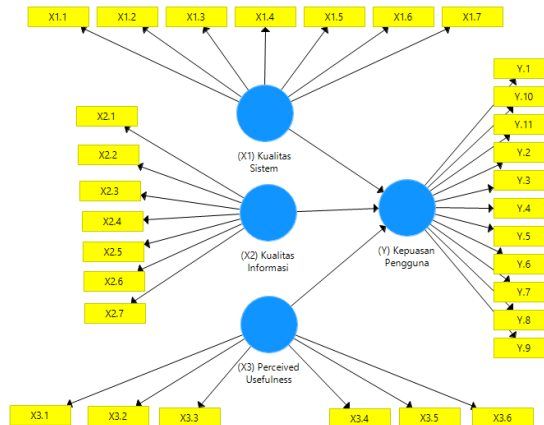 X1.1
X1.2
X1.3
X1.4
X1.5
X1.6
X1.7
(X1) Kualitas
Sistem
X2.1
X2.2
X2.3
X2.4
X2.5
X2.6
X2.7
(X2) Kualitas
Informasi
(Y) Kepuasan
Pengguna
Y.1
Y.10
Y.11
Y.2
Y.3
Y.4
Y.5
Y.6
Y.7
Y.8
Y.9
(X3) Perceived
Usefulness
X3.1
X3.2
X3.3
X3.4
X3.5
X3.6